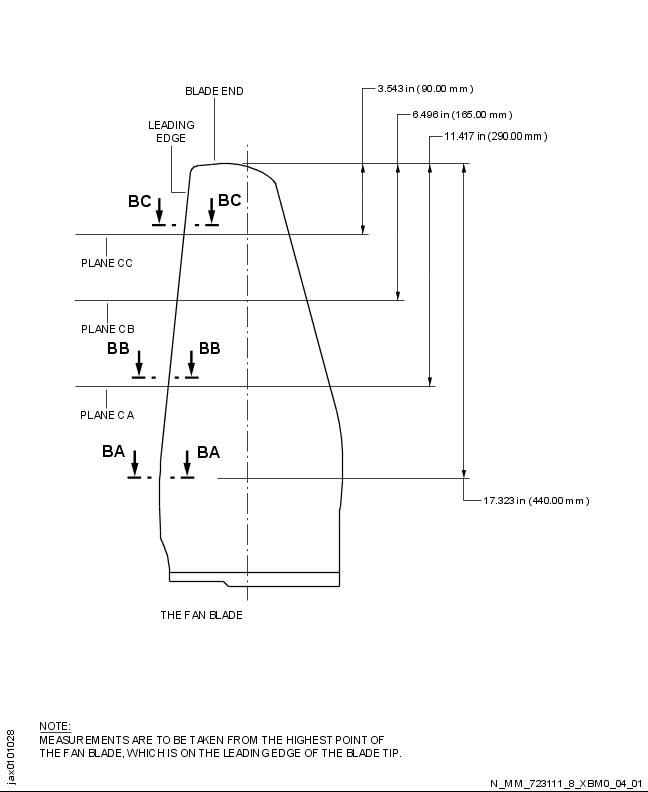 3.543 in (90.00 mm)
BLADE END
6.496 in (165.00 mm)
LEADING
EDGE
11.417 in (290.00 mm)
BC
BC
PLANE CC
PLANE CB
BB
BB
PLANE CA
BA
BA
17.323 in (440.00 mm)
THE FAN BLADE
NOTE:
MEASUREMENTS ARE TO BE TAKEN FROM THE HIGHEST POINT OF
THE FAN BLADE, WHICH IS ON THE LEADING EDGE OF THE BLADE TIP.
jax0101028
N_MM_723111_8_XBM0_04_01